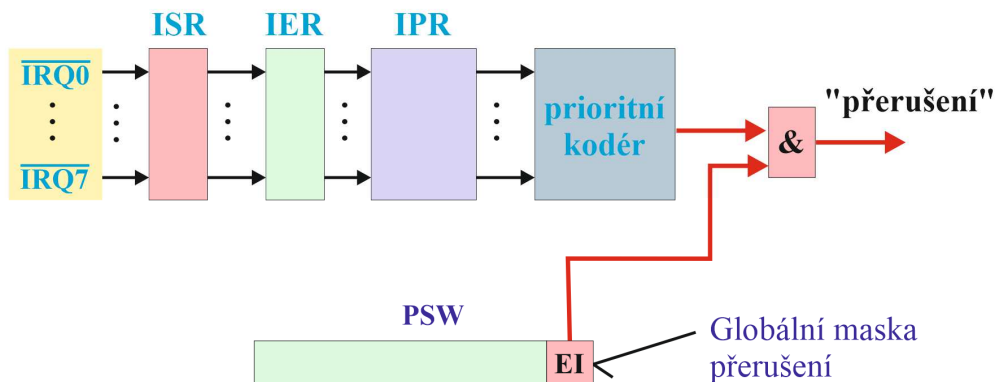 ISR IER IPR
IRQ0
IRQ7
prioritní
kodér
&
"přerušení"
PSW
EI
Globální maska
přerušení